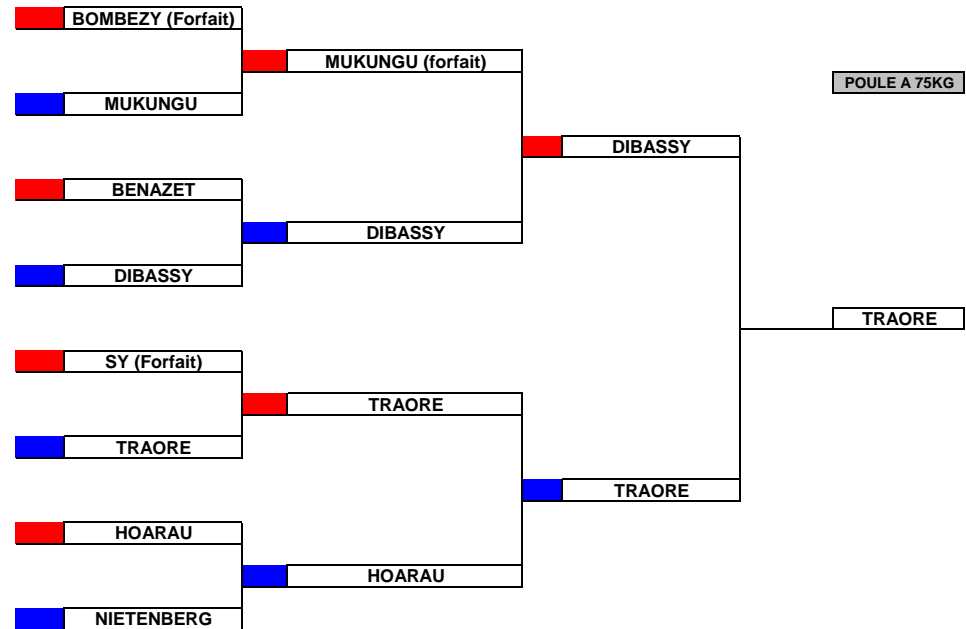 BOMBEZY (Forfait)
MUKUNGU (forfait)
POULE A 75KG
MUKUNGU
DIBASSY
BENAZET
DIBASSY
DIBASSY
TRAORE
SY (Forfait)
TRAORE
TRAORE
TRAORE
HOARAU
HOARAU
NIETENBERG